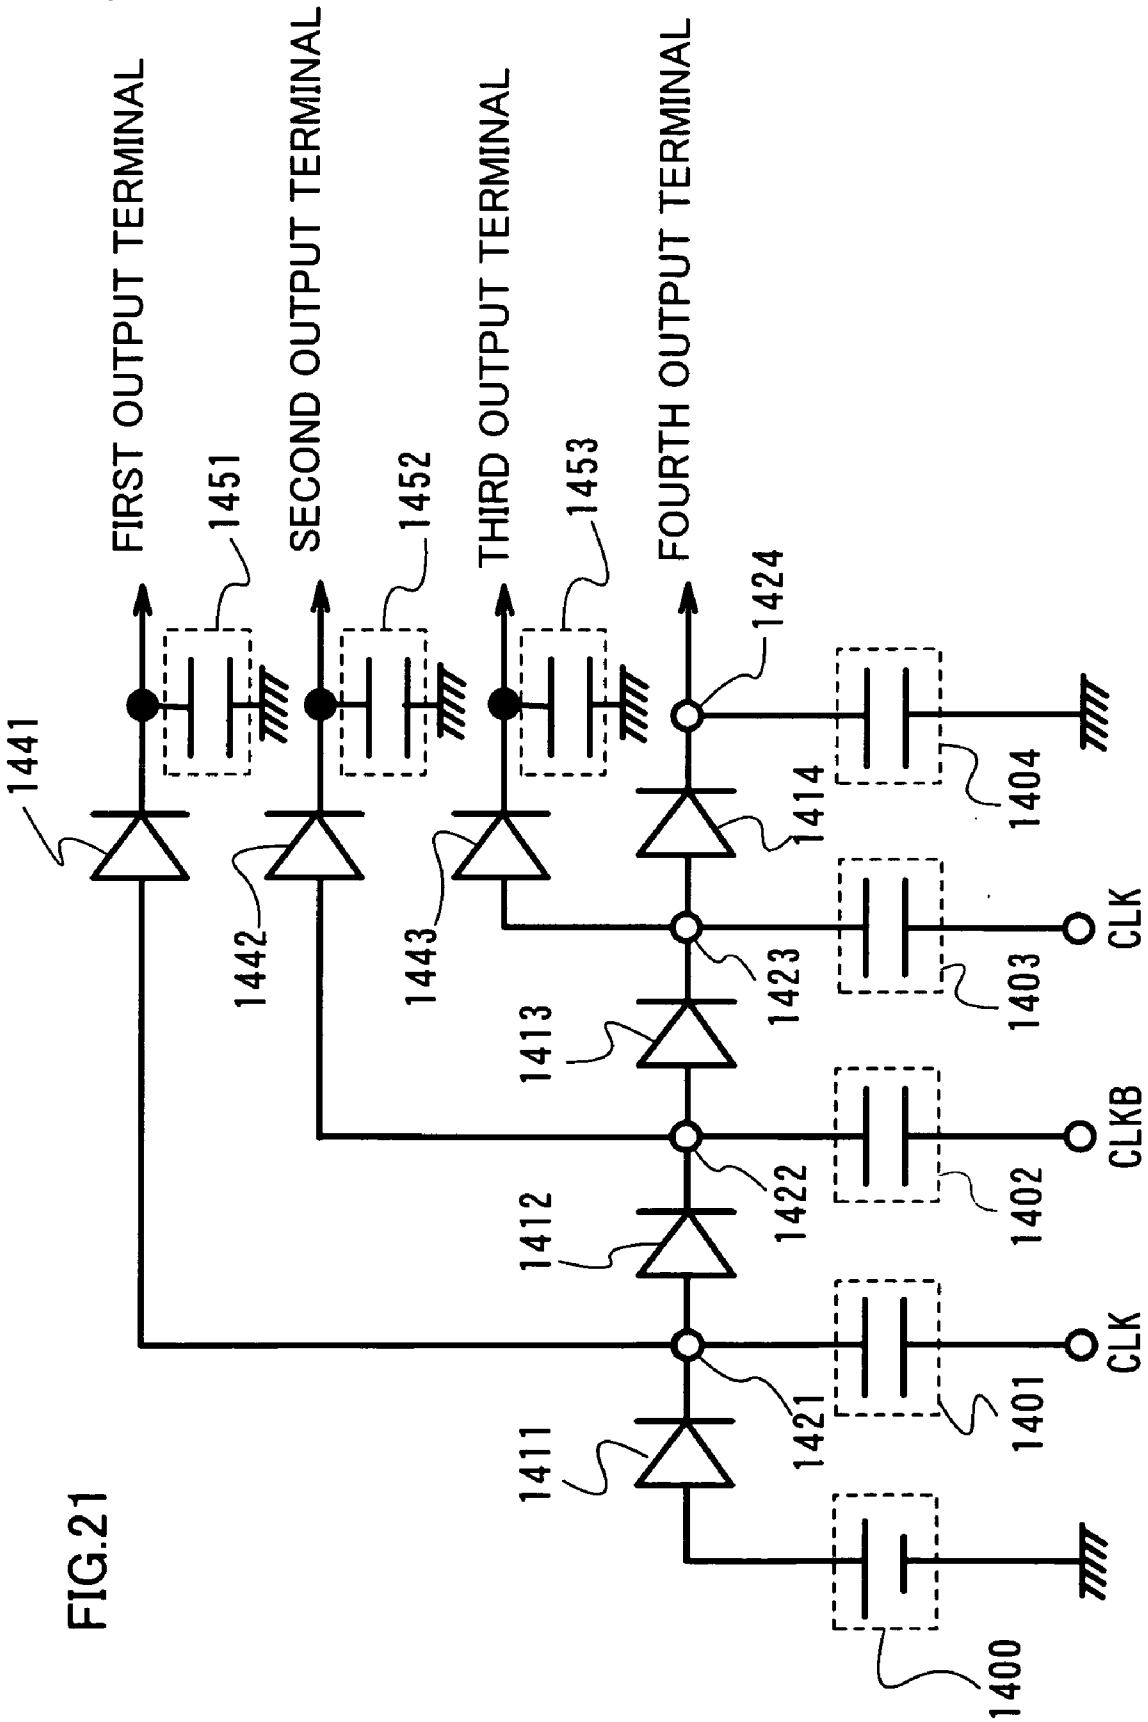 FIG.21
1441
FIRST OUTPUT TERMINAL
1451
1442
SECOND OUTPUT TERMINAL
1452
1443
THIRD OUTPUT TERMINAL
1453
FOURTH OUTPUT TERMINAL
1411
1412
1413
1414
1424
1421
1422
1423
1400
1401
1402
1403
1404
CLK
CLKB
CLK